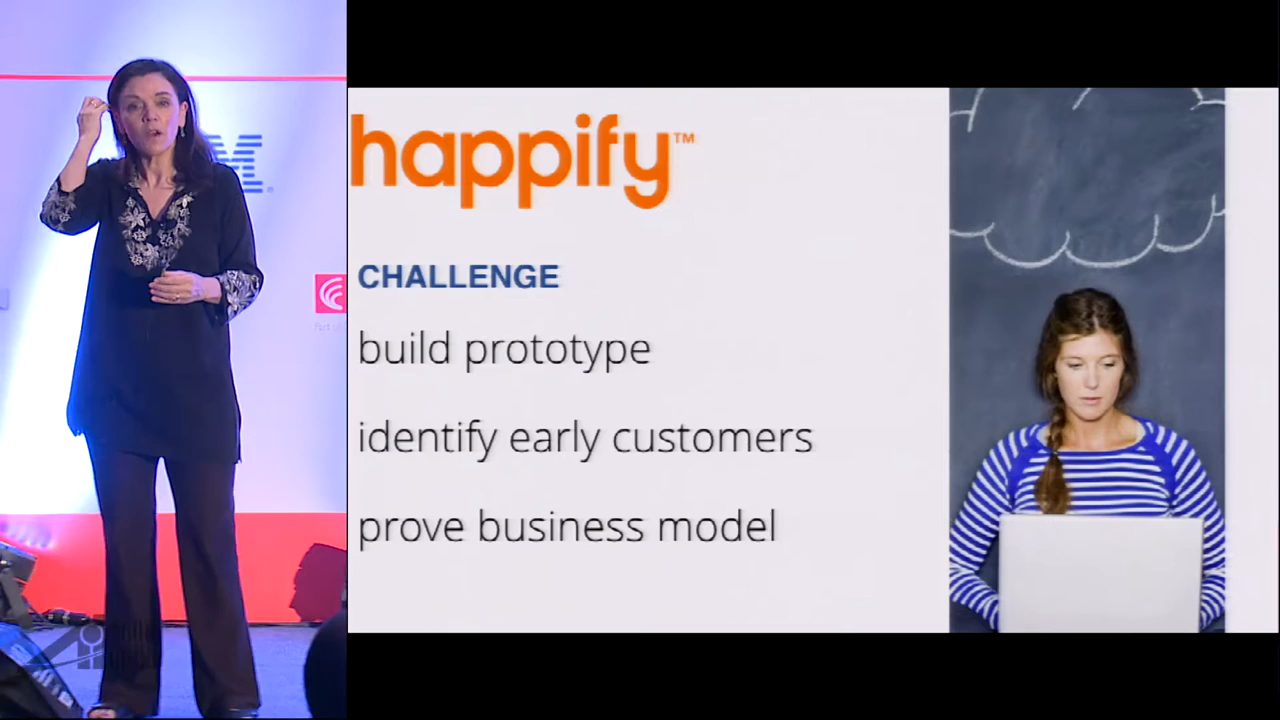 happify™
CHALLENGE
build prototype
identify early customers
prove business model